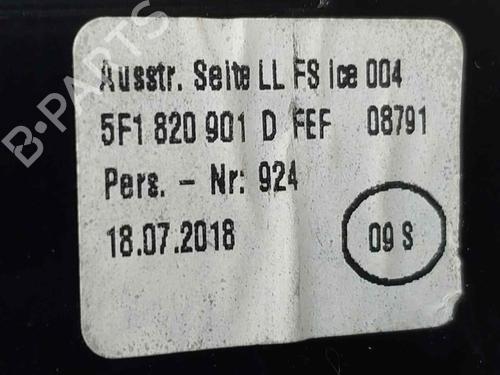 Ausstr. Seite LL FS ice 004
5F1 820 901 D FEF 08791
Pers. - Nr: 924
18.07.2018 09 S
B-PARTS